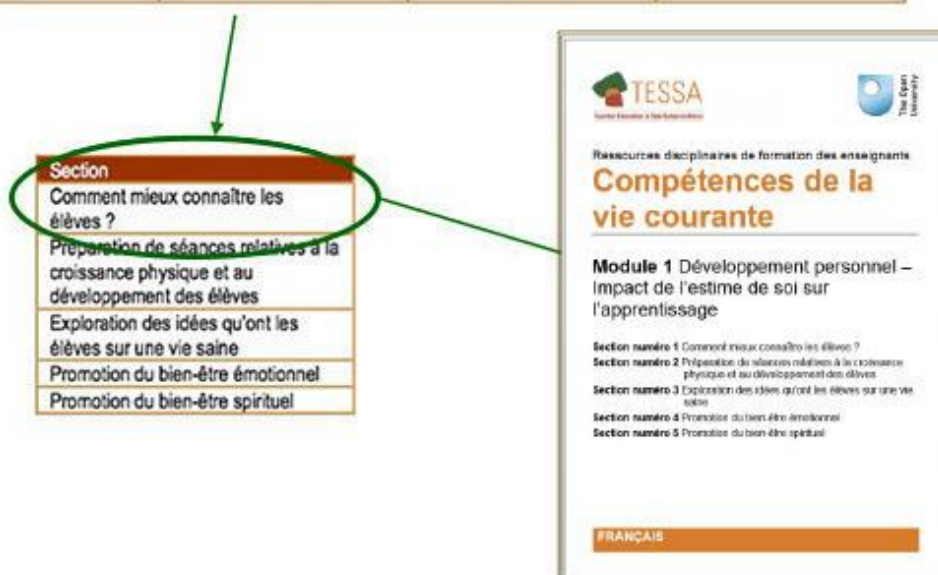 Section
Comment mieux connaître les
élèves ?
Préparation de séances relatives à la
croissance physique et au
développement des élèves
Exploration des idées qu'ont les
élèves sur une vie saine
Promotion du bien-être émotionnel
Promotion du bien-être spirituel
TESSA
The Open
University
Ressources disciplinaires de formation des enseignants
Compétences de la
vie courante
Module 1 Développement personnel –
Impact de l'estime de soi sur
l'apprentissage
Section numéro 1 Comment mieux connaître les élèves ?
Section numéro 2 Préparation de séances relatives à la croissance
physique et au développement des élèves
Section numéro 3 Exploration des idées qu'ont les élèves sur une vie
saine
Section numéro 4 Promotion du bien-être émotionnel
Section numéro 5 Promotion du bien-être spirituel
FRANÇAIS